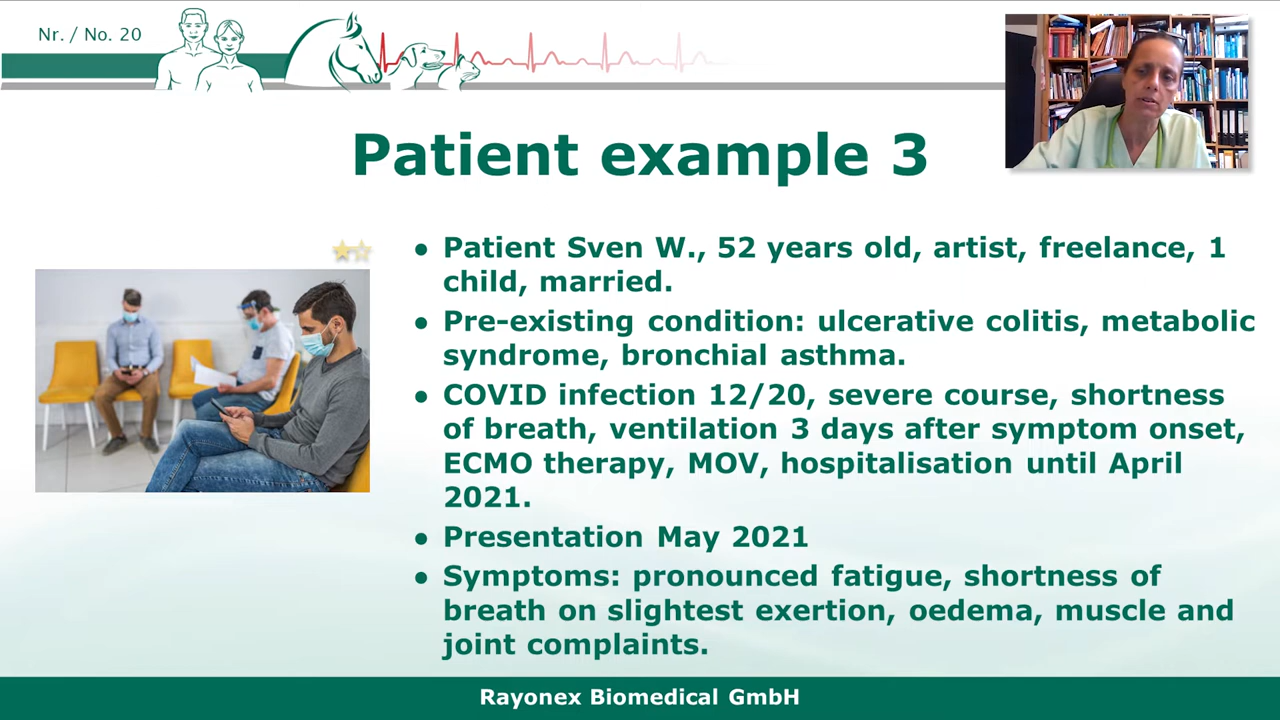 Nr. / No. 20
Patient example 3
● Patient Sven W., 52 years old, artist, freelance, 1
child, married.
● Pre-existing condition: ulcerative colitis, metabolic
syndrome, bronchial asthma.
● COVID infection 12/20, severe course, shortness
of breath, ventilation 3 days after symptom onset,
ECMO therapy, MOV, hospitalisation until April
2021.
● Presentation May 2021
● Symptoms: pronounced fatigue, shortness of
breath on slightest exertion, oedema, muscle and
joint complaints.
Rayonex Biomedical GmbH